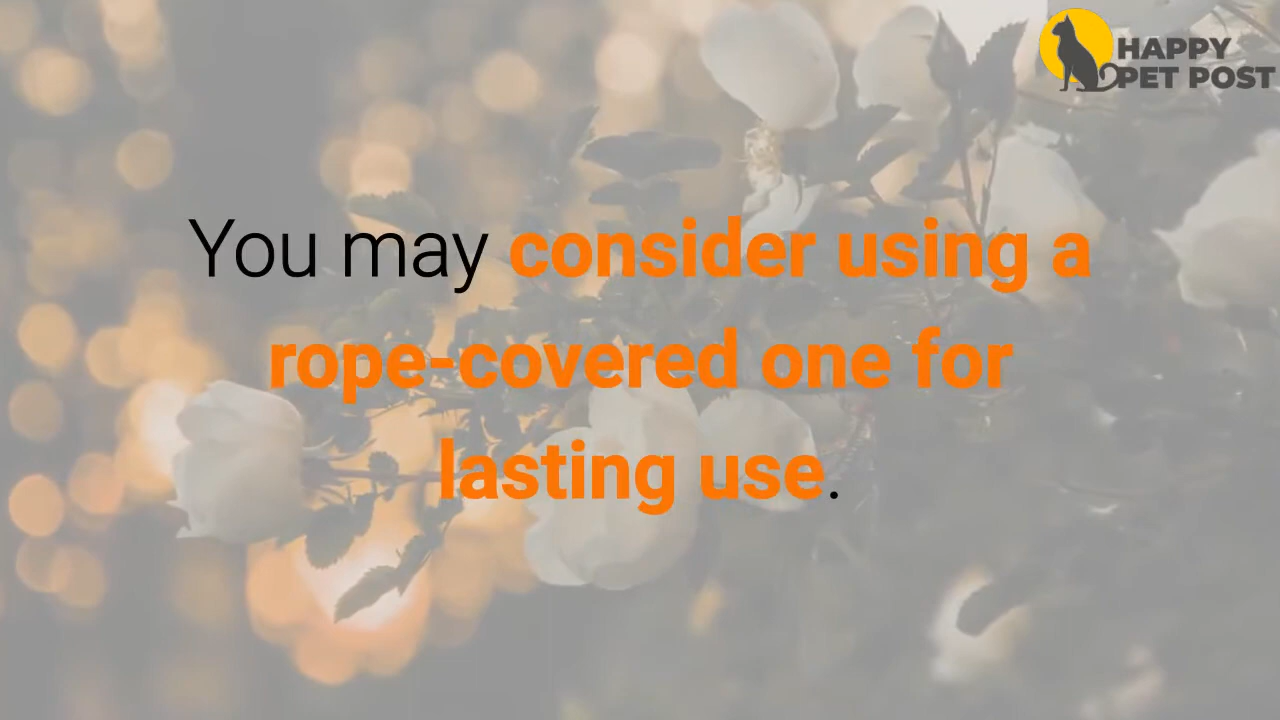 HAPPY
PET POST
You may consider using a
rope-covered one for
lasting use.